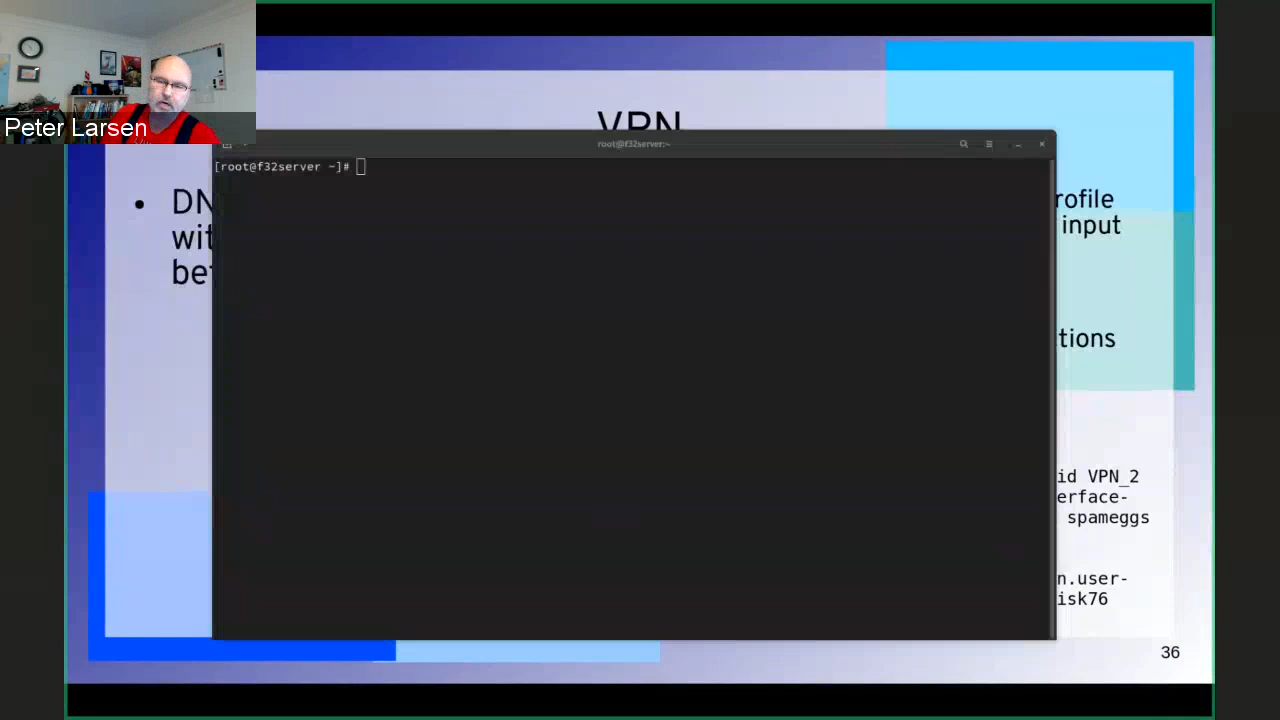 Peter Larsen
VPN
root@f32server:~
[root@f32server ~]#
DN
wit
be
rofile
input
tions
id VPN_2
erface-
spameggs
n.user-
isk76
36